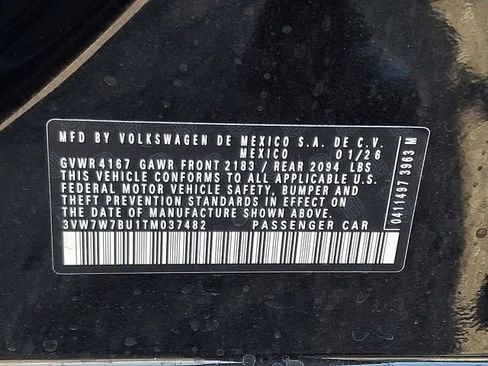 MFD BY VOLKSWAGEN DE MEXICO S.A. DE C.V.
MEXICO 01/26
GVWR 4167 GAWR FRONT 2183 / REAR 2094 LBS
THIS VEHICLE CONFORMS TO ALL APPLICABLE U.S.
FEDERAL MOTOR VEHICLE SAFETY, BUMPER AND
THEFT PREVENTION STANDARDS IN EFFECT ON THE
DATE OF MANUFACTURE SHOWN ABOVE.
3VW7W7BU1TM037482 PASSENGER CAR
0411497 3963 M